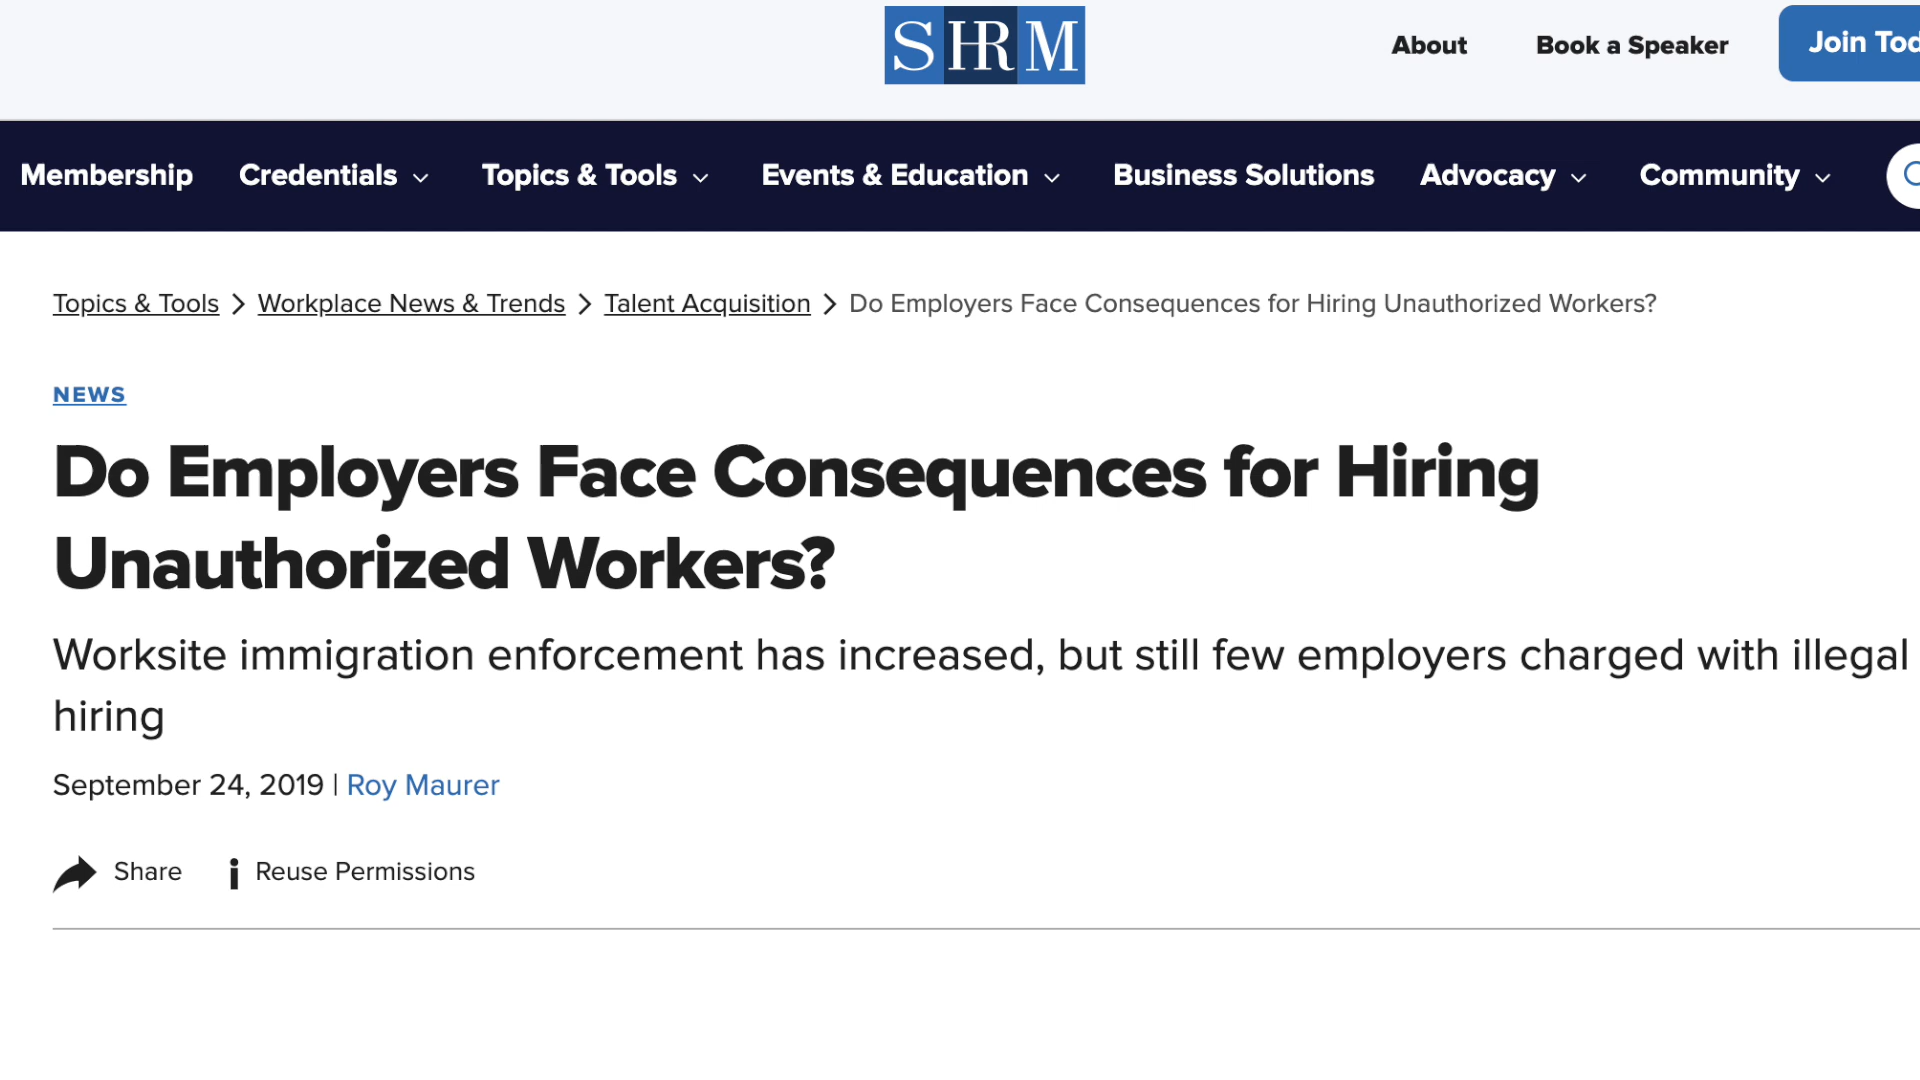 SHRM
About Book a Speaker Join
Membership Credentials Topics & Tools Events & Education Business Solutions Advocacy Community
Topics & Tools > Workplace News & Trends > Talent Acquisition > Do Employers Face Consequences for Hiring Unauthorized Workers?
NEWS
Do Employers Face Consequences for Hiring
Unauthorized Workers?
Worksite immigration enforcement has increased, but still few employers charged with illegal
hiring
September 24, 2019 | Roy Maurer
Share Reuse Permissions